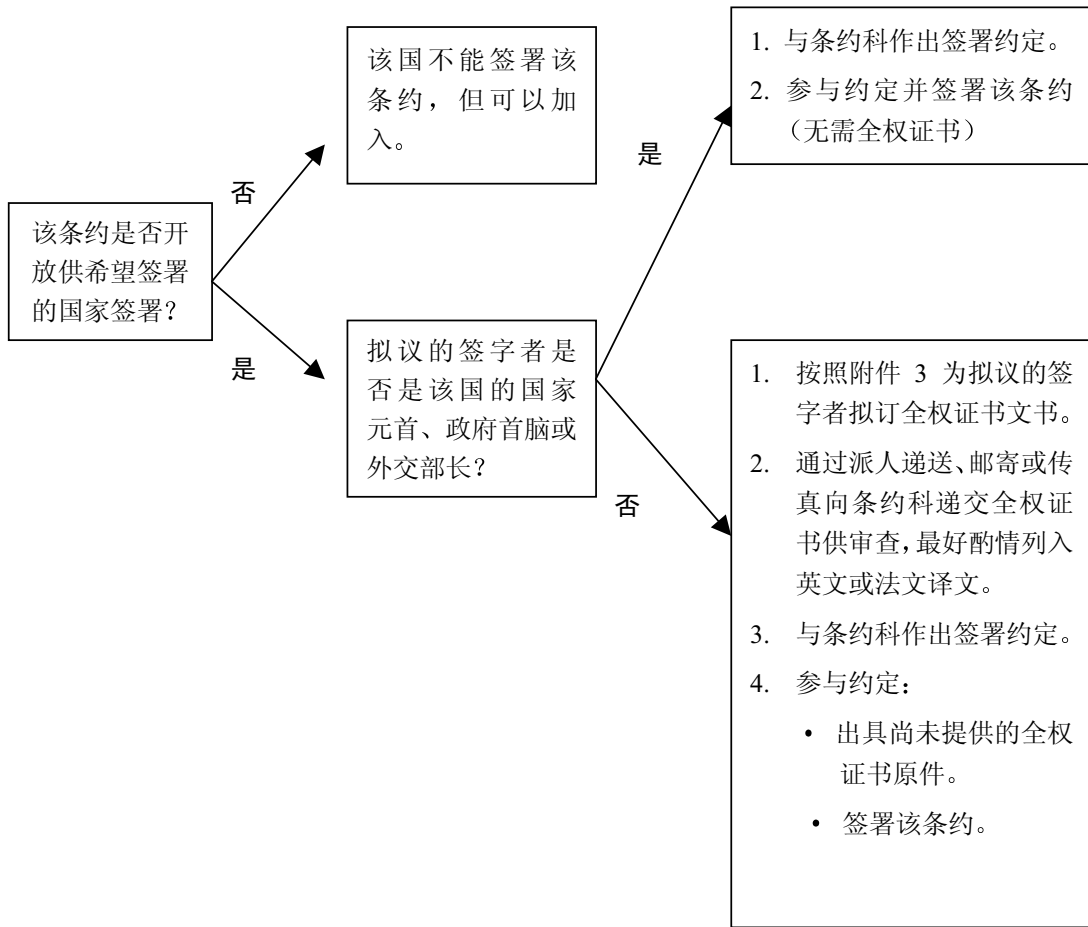 该条约是否开
放供希望签署
的国家签署？
否
是
该国不能签署该
条约，但可以加
入。
拟议的签字者是
否是该国的国家
元首、政府首脑或
外交部长？
是
否
1. 与条约科作出签署约定。
2. 参与约定并签署该条约
（无需全权证书）
1. 按照附件 3 为拟议的签
字者拟订全权证书文书。
2. 通过派人递送、邮寄或传
真向条约科递交全权证
书供审查，最好酌情列入
英文或法文译文。
3. 与条约科作出签署约定。
4. 参与约定：
• 出具尚未提供的全权
证书原件。
• 签署该条约。